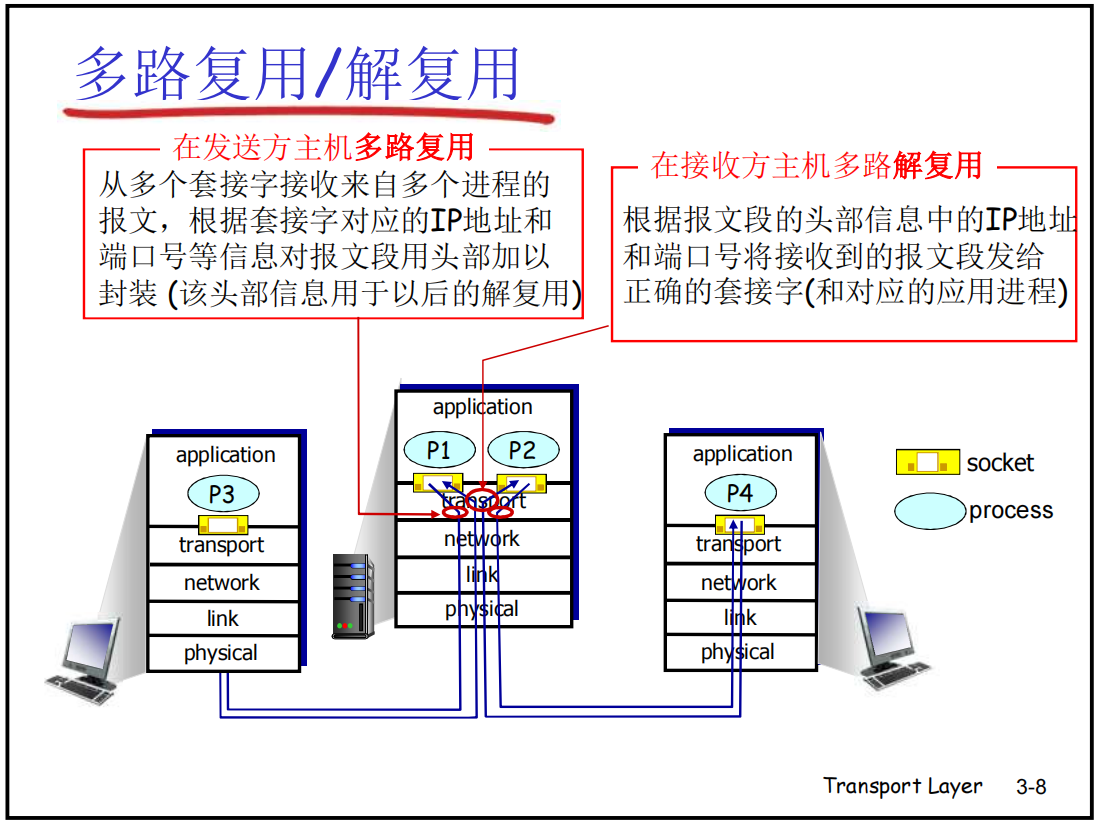 多路复用/解复用
在发送方主机多路复用
从多个套接字接收来自多个进程的
报文，根据套接字对应的IP地址和
端口号等信息对报文段用头部加以
封装 (该头部信息用于以后的解复用)
在接收方主机多路解复用
根据报文段的头部信息中的IP地址
和端口号将接收到的报文段发给
正确的套接字(和对应的应用进程)
application
P3
transport
network
link
physical
application
P1
P2
transport
network
link
physical
application
P4
transport
network
link
physical
socket
process
Transport Layer 3-8